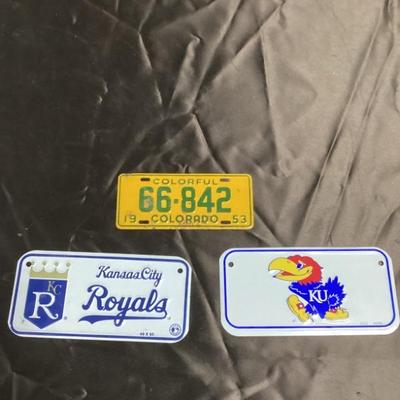 COLORFUL
66-842
19 COLORADO 53
KC
R
Kansas City
Royals
KU